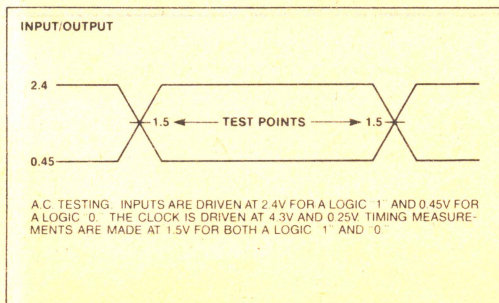 INPUT/OUTPUT
2.4
1.5 TEST POINTS 1.5
0.45
A.C. TESTING: INPUTS ARE DRIVEN AT 2.4V FOR A LOGIC "1" AND 0.45V FOR
A LOGIC "0." THE CLOCK IS DRIVEN AT 4.3V AND 0.25V. TIMING MEASURE-
MENTS ARE MADE AT 1.5V FOR BOTH A LOGIC "1" AND "0."